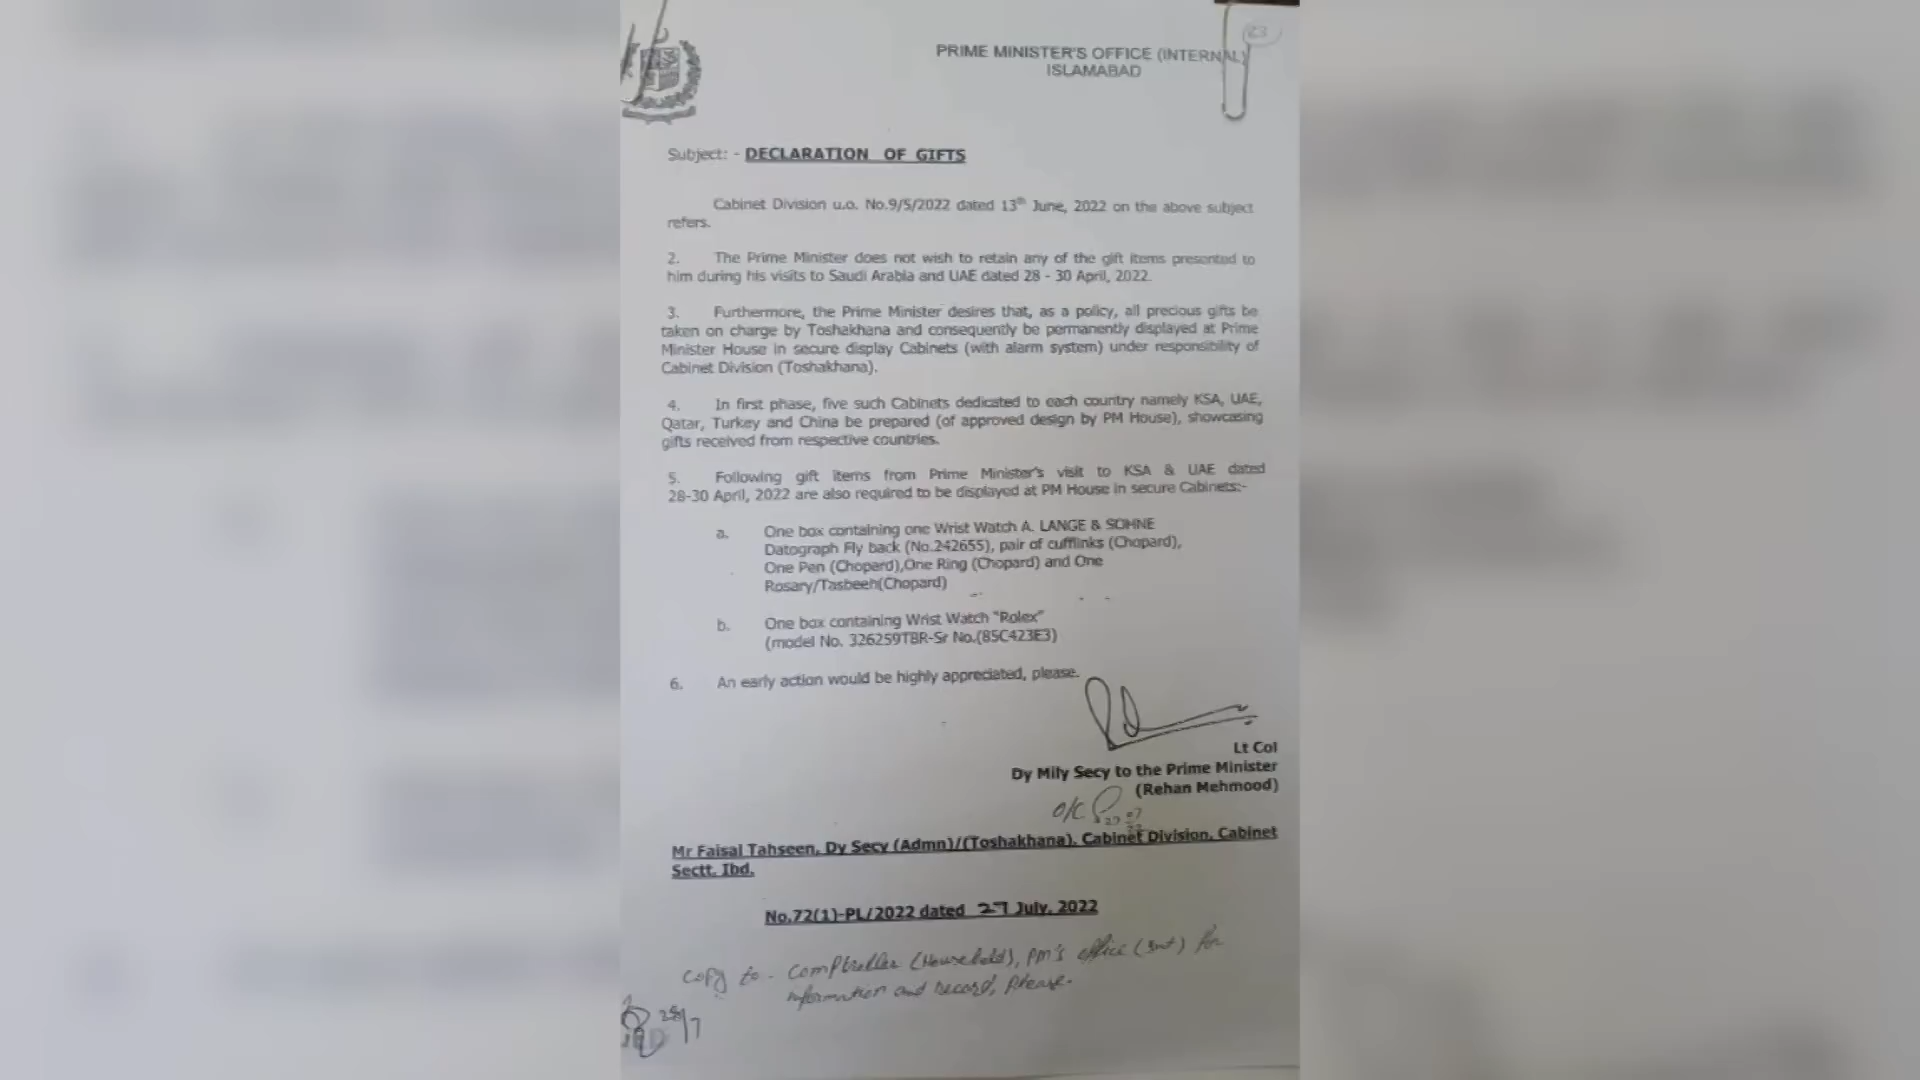 23
PRIME MINISTER'S OFFICE (INTERNAL)
ISLAMABAD
Subject: - DECLARATION OF GIFTS
Cabinet Division u.o. No.9/5/2022 dated 13th June, 2022 on the above subject
refers.
2. The Prime Minister does not wish to retain any of the gift items presented to
him during his visits to Saudi Arabia and UAE dated 28 - 30 April, 2022.
3. Furthermore, the Prime Minister desires that, as a policy, all precious gifts be
taken on charge by Toshakhana and consequently be permanently displayed at Prime
Minister House in secure display Cabinets (with alarm system) under responsibility of
Cabinet Division (Toshakhana).
4. In first phase, five such Cabinets dedicated to each country namely KSA, UAE,
Qatar, Turkey and China be prepared (of approved design by PM House), showcasing
gifts received from respective countries.
5. Following gift items from Prime Minister's visit to KSA & UAE dated
28-30 April, 2022 are also required to be displayed at PM House in secure Cabinets:-
a. One box containing one Wrist Watch A. LANGE & SOHNE
Datograph Fly back (No.242655), pair of cufflinks (Chopard),
One Pen (Chopard),One Ring (Chopard) and One
Rosary/Tasbeeh(Chopard)
b. One box containing Wrist Watch "Rolex"
(model No. 326259TBR-Sr No.(85C423E3)
6. An early action would be highly appreciated, please.
Lt Col
Dy Mily Secy to the Prime Minister
(Rehan Mehmood)
O/C
Mr Faisal Tahseen, Dy Secy (Admn)/(Toshakhana), Cabinet Division, Cabinet
Sectt. Ibd.
No.72(1)-PL/2022 dated 27 July, 2022
Copy to - Comptroller (Household), PM's office (Int) for
information and record, please.
28/7